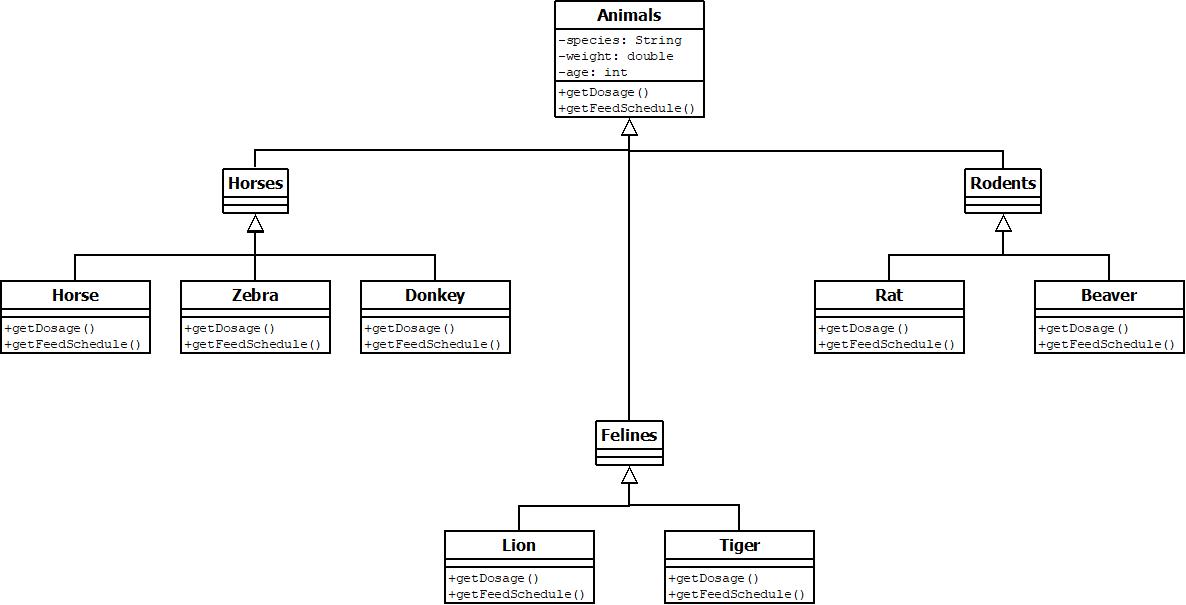 Animals
-species: String
-weight: double
-age: int
+getDosage()
+getFeedSchedule()
Horses
Rodents
Horse
+getDosage()
+getFeedSchedule()
Zebra
+getDosage()
+getFeedSchedule()
Donkey
+getDosage()
+getFeedSchedule()
Rat
+getDosage()
+getFeedSchedule()
Beaver
+getDosage()
+getFeedSchedule()
Felines
Lion
+getDosage()
+getFeedSchedule()
Tiger
+getDosage()
+getFeedSchedule()